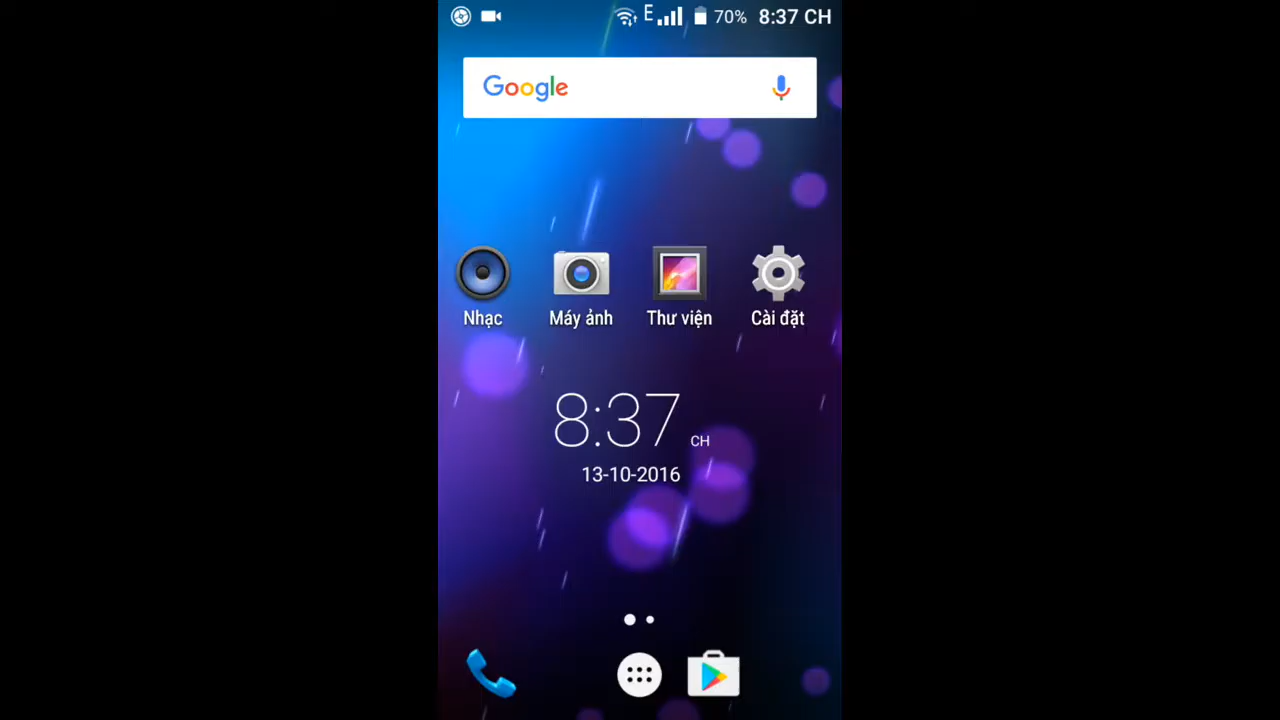 E 70% 8:37 CH
Google
Nhạc Máy ảnh Thư viện Cài đặt
8:37 CH
13-10-2016